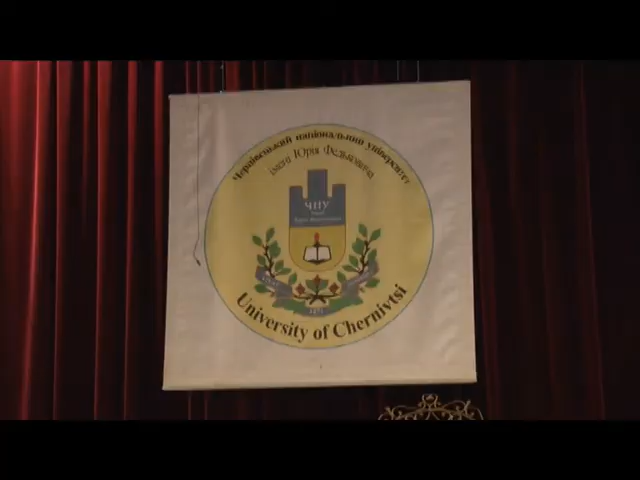 Чернівецький національний університет
імені Юрія Федьковича
ЧНУ
University of Chernivtsi